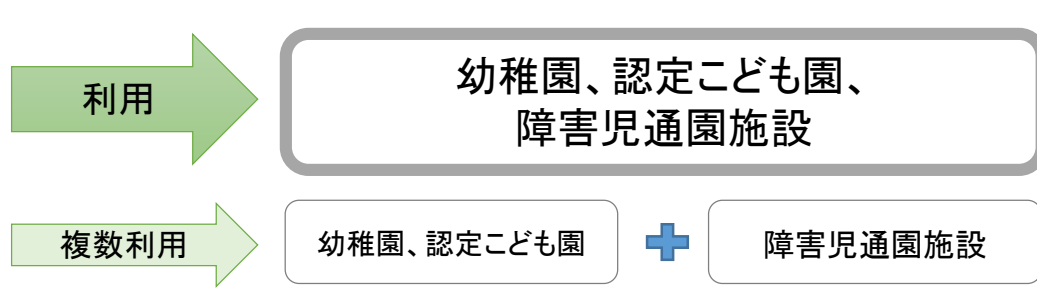 利用
幼稚園、認定こども園、
障害児通園施設
複数利用
幼稚園、認定こども園
障害児通園施設